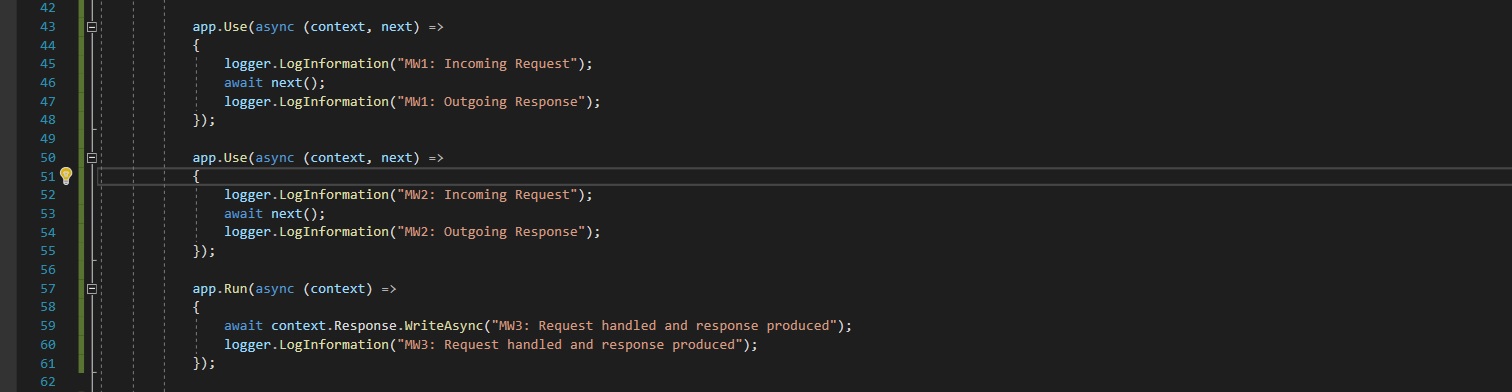 42
43 app.Use(async (context, next) =>
44 {
45 logger.LogInformation("MW1: Incoming Request");
46 await next();
47 logger.LogInformation("MW1: Outgoing Response");
48 });
49
50 app.Use(async (context, next) =>
51 {
52 logger.LogInformation("MW2: Incoming Request");
53 await next();
54 logger.LogInformation("MW2: Outgoing Response");
55 });
56
57 app.Run(async (context) =>
58 {
59 await context.Response.WriteAsync("MW3: Request handled and response produced");
60 logger.LogInformation("MW3: Request handled and response produced");
61 });
62